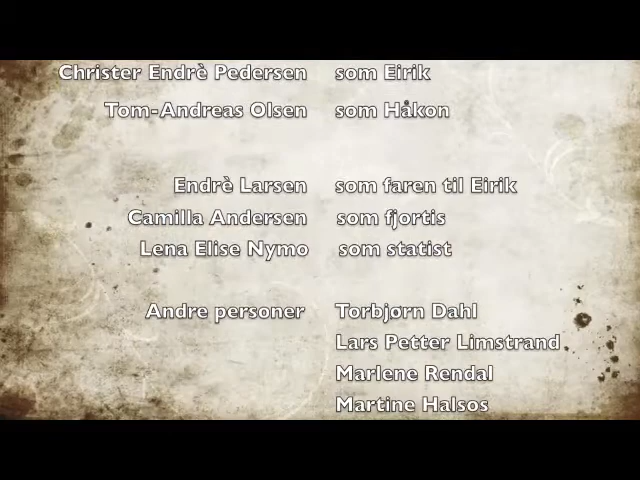 Christer Endrè Pedersen som Eirik
Tom-Andreas Olsen som Håkon
Endrè Larsen som faren til Eirik
Camilla Andersen som fjortis
Lena Elise Nymo som statist
Andre personer Torbjørn Dahl
Lars Petter Limstrand
Marlene Rendal
Martine Halsos